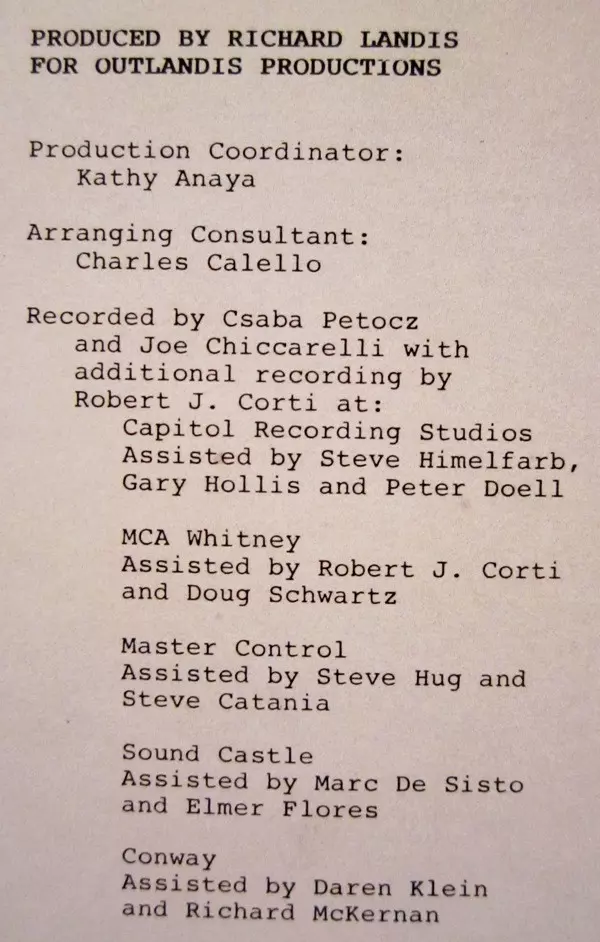 PRODUCED BY RICHARD LANDIS
FOR OUTLANDIS PRODUCTIONS
Production Coordinator:
Kathy Anaya
Arranging Consultant:
Charles Calello
Recorded by Csaba Petocz
and Joe Chiccarelli with
additional recording by
Robert J. Corti at:
Capitol Recording Studios
Assisted by Steve Himelfarb,
Gary Hollis and Peter Doell
MCA Whitney
Assisted by Robert J. Corti
and Doug Schwartz
Master Control
Assisted by Steve Hug and
Steve Catania
Sound Castle
Assisted by Marc De Sisto
and Elmer Flores
Conway
Assisted by Daren Klein
and Richard McKernan